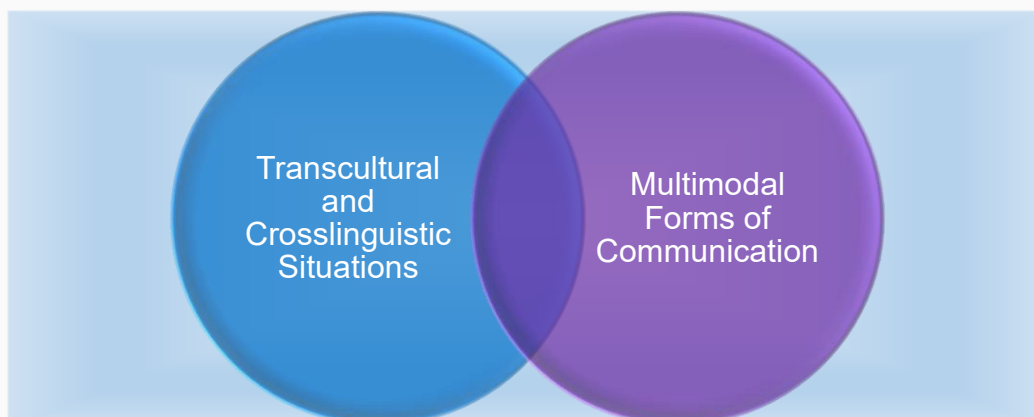 Transcultural
and
Crosslinguistic
Situations
Multimodal
Forms of
Communication